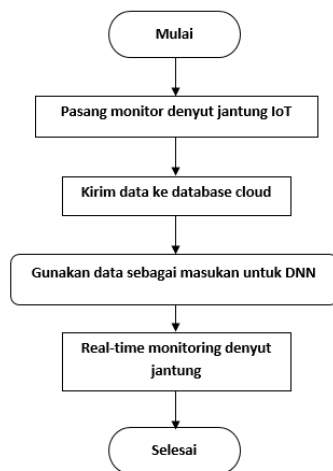 Mulai
Pasang monitor denyut jantung IoT
Kirim data ke database cloud
Gunakan data sebagai masukan untuk DNN
Real-time monitoring denyut
jantung
Selesai